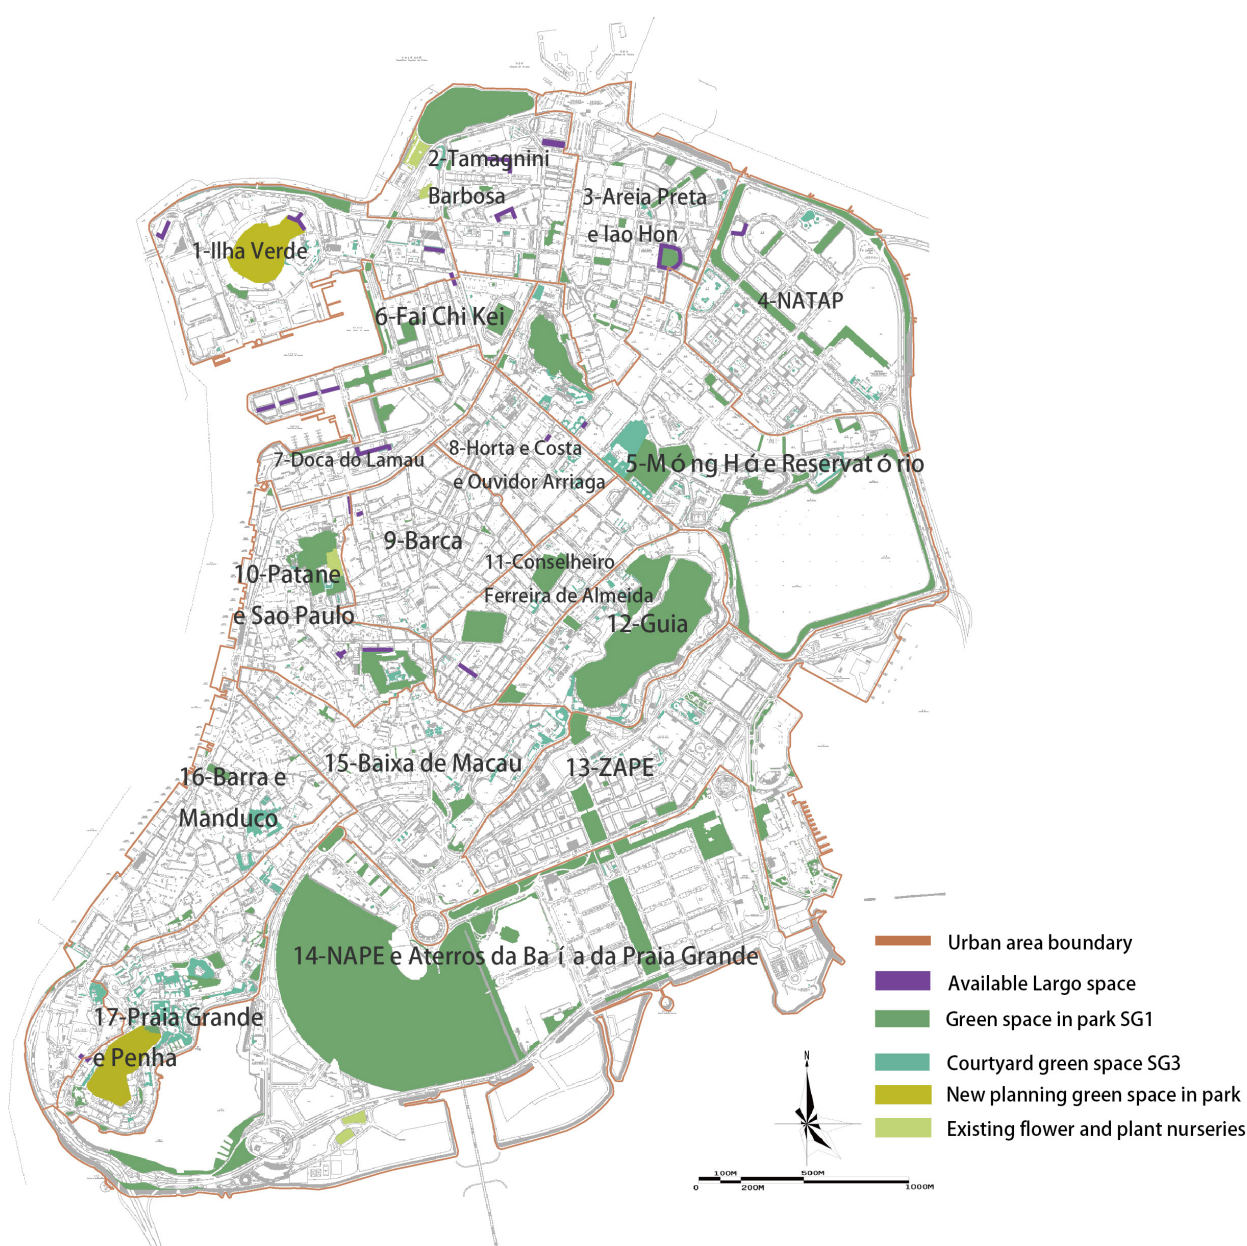 2-Tamagnini
Barbosa
3-Areia Preta
e Iao Hon
1-Ilha Verde
4-NATAP
6-Fai Chi Kei
7-Doca do Lamau
8-Horta e Costa
e Ouvidor Arriaga
5-Móng Há e Reservatório
9-Barca
10-Patane
e Sao Paulo
11-Conselheiro
Ferreira de Almeida
12-Guia
15-Baixa de Macau
13-ZAPE
16-Barra e
Manduco
14-NAPE e Aterros da Baía da Praia Grande
17-Praia Grande
e Penha
Urban area boundary
Available Largo space
Green space in park SG1
Courtyard green space SG3
New planning green space in park
Existing flower and plant nurseries
N
100M 500M
0 200M 1000M